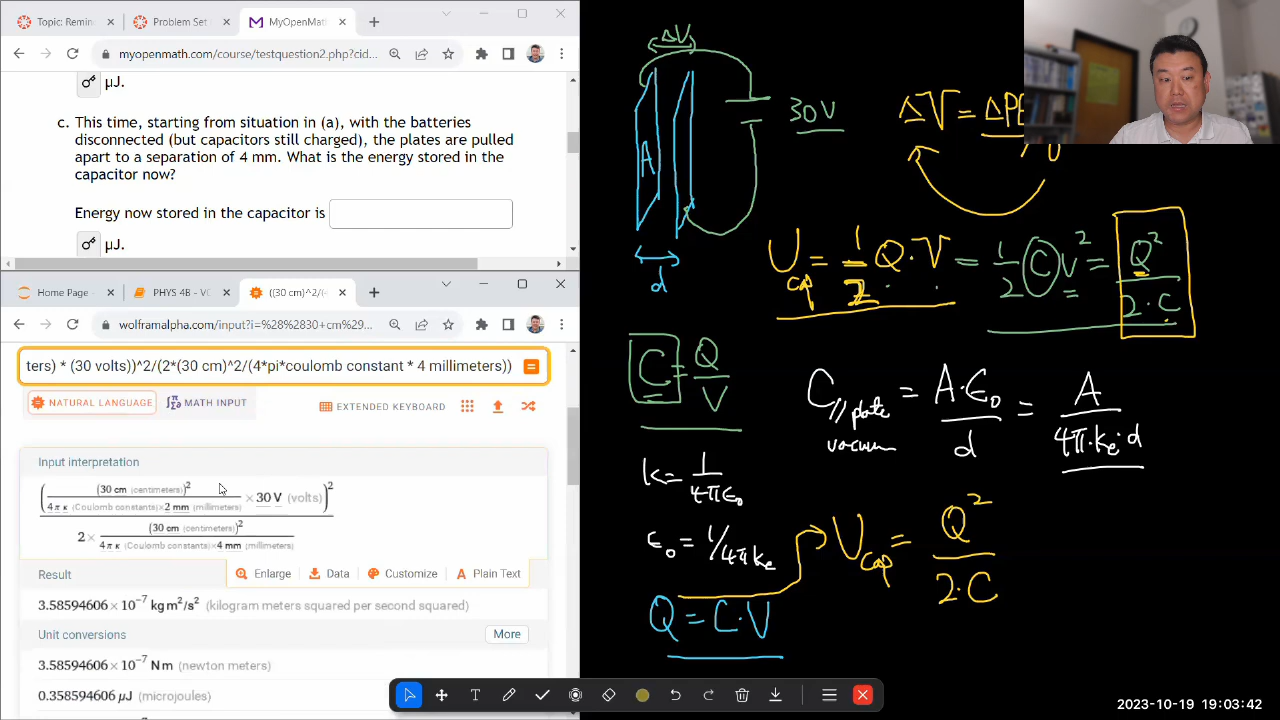 Topic: Remin
Problem Set
MyOpenMath
myopenmath.com/course/testquestion2.php?cid...
σ µJ.
c. This time, starting from situation in (a), with the batteries
disconnected (but capacitors still charged), the plates are pulled
apart to a separation of 4 mm. What is the energy stored in the
capacitor now?
Energy now stored in the capacitor is
σ µJ.
Home Page
PHYS 4B - VC
((30 cm)^2/(
wolframalpha.com/input?i=%28%2830+cm%...
ters) * (30 volts))^2/(2*(30 cm)^2/(4*pi*coulomb constant * 4 millimeters))
NATURAL LANGUAGE
MATH INPUT
EXTENDED KEYBOARD
Input interpretation
(30 cm (centimeters))^2
4 π κ (Coulomb constants)×2 mm (millimeters)
× 30 V (volts)
2
2 ×
(30 cm (centimeters))^2
4 π κ (Coulomb constants)×4 mm (millimeters)
Result
Enlarge
Data
Customize
A Plain Text
3.58594606×10^-7 kg m^2/s^2 (kilogram meters squared per second squared)
Unit conversions
More
3.58594606×10^-7 N m (newton meters)
0.358594606 µJ (microjoules)
ΔV
A
d
30V
ΔV = ΔPE
U_cap = 1/2 Q·V = 1/2 C V^2 = Q^2/2·C
C = Q/V
C_// plate vacuum = A·ε₀/d = A/4π·k_e·d
k = 1/4πε₀
ε₀ = 1/4πk_e
U_cap = Q^2/2·C
Q = C·V
T
2023-10-19 19:03:42